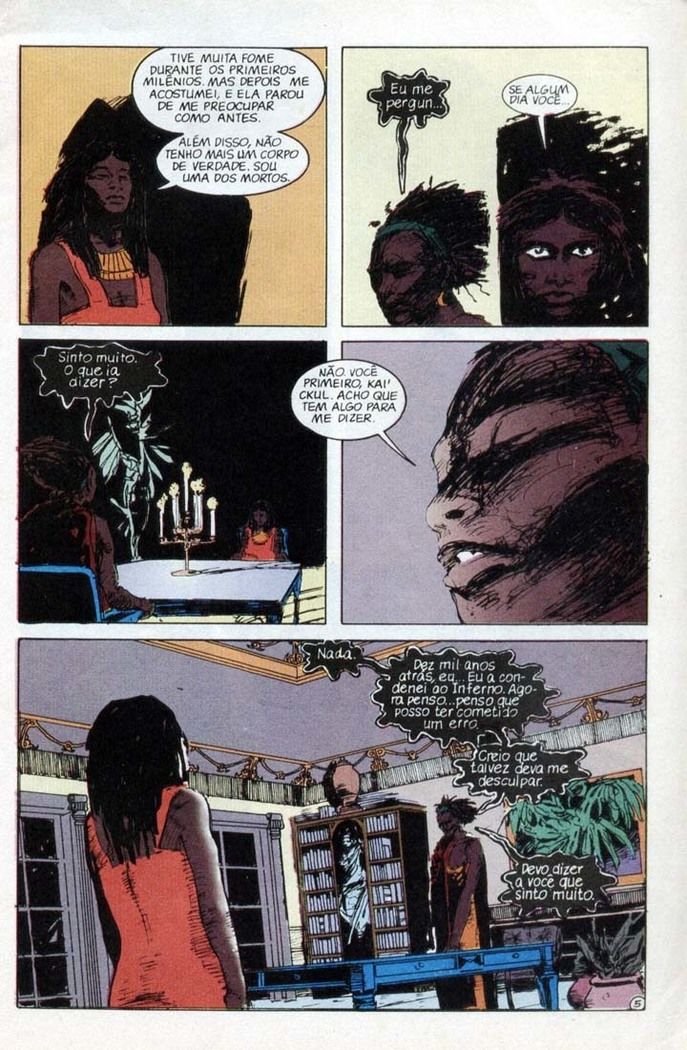 TIVE MUITA FOME
DURANTE OS PRIMEIROS
MILÊNIOS. MAS DEPOIS ME
ACOSTUMEI, E ELA PAROU
DE ME PREOCUPAR
COMO ANTES.
ALÉM DISSO, NÃO
TENHO MAIS UM CORPO
DE VERDADE. SOU
UMA DOS MORTOS.
Eu me
pergun...
SE ALGUM
DIA VOCÊ...
Sinto muito.
O que ia
dizer?
NÃO. VOCÊ
PRIMEIRO, KAI'
CKUL. ACHO QUE
TEM ALGO PARA
ME DIZER.
Nada.
Dez mil anos
atrás, eu... Eu a con-
denei ao Inferno. Ago-
ra penso...penso que
posso ter cometido
um erro.
Creio que
talvez deva me
desculpar.
Devo dizer
a você que
sinto muito.
5